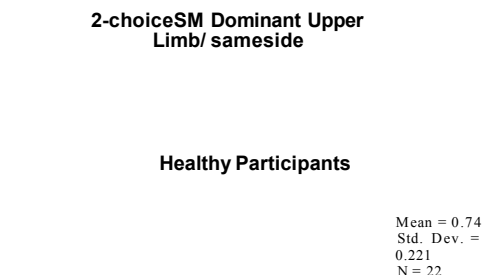 2-choiceSM Dominant Upper
Limb/ sameside
Healthy Participants
Mean = 0.74
Std. Dev. =
0.221
N = 22